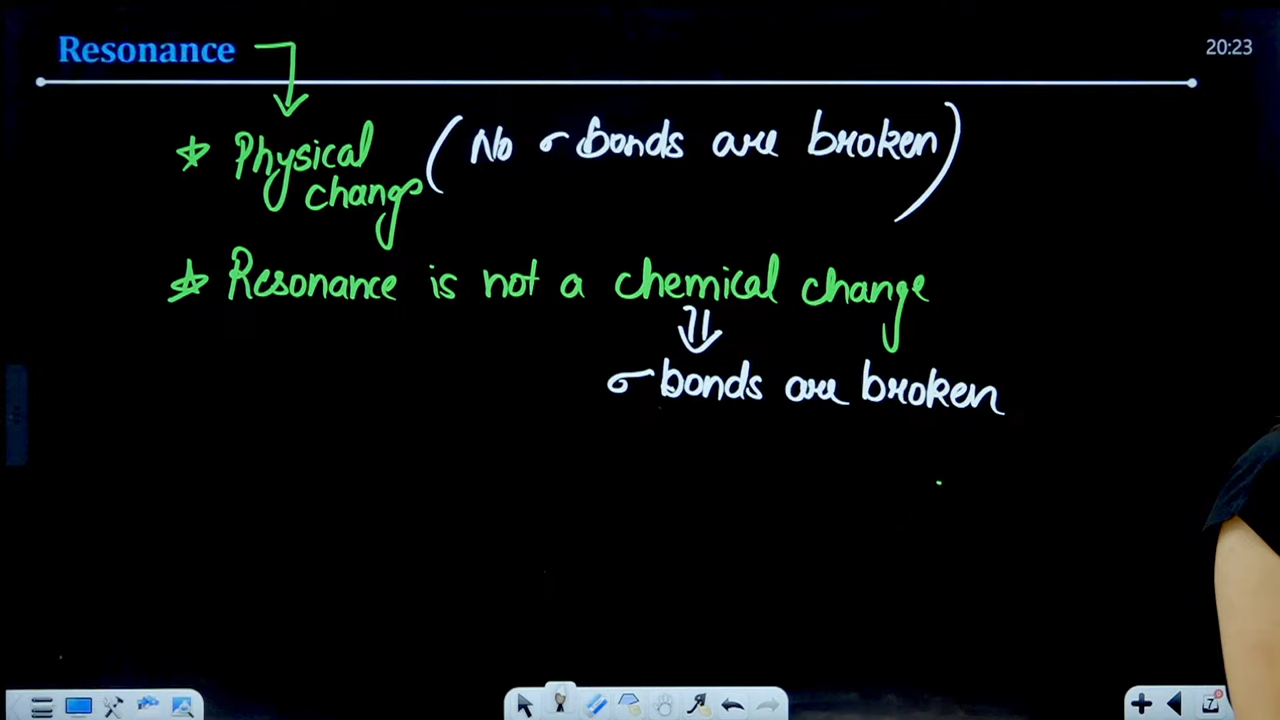 Resonance
20:23
* Physical change (No σ bonds are broken)
* Resonance is not a chemical change
⇓
σ bonds are broken